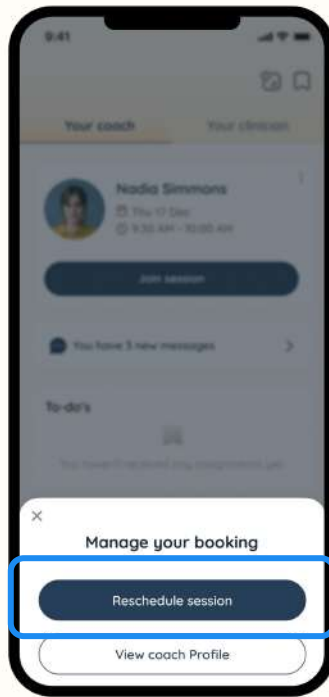 9:41
Your coach
Your clinician
Nadia Simmons
Thu 17 Dec
9:30 AM - 10:00 AM
Join session
You have 3 new messages
To-do's
You haven't received any assignments yet
Manage your booking
Reschedule session
View coach Profile